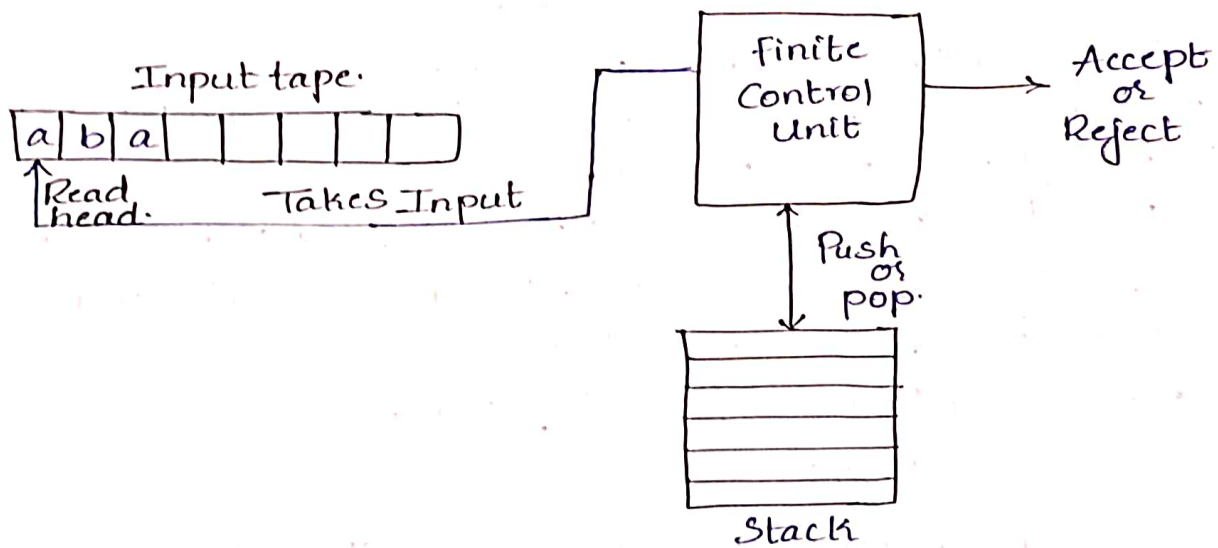 Input tape.
a b a
Read
head.
Takes Input
Finite
Control
Unit
Accept
or
Reject
Push
or
pop.
Stack